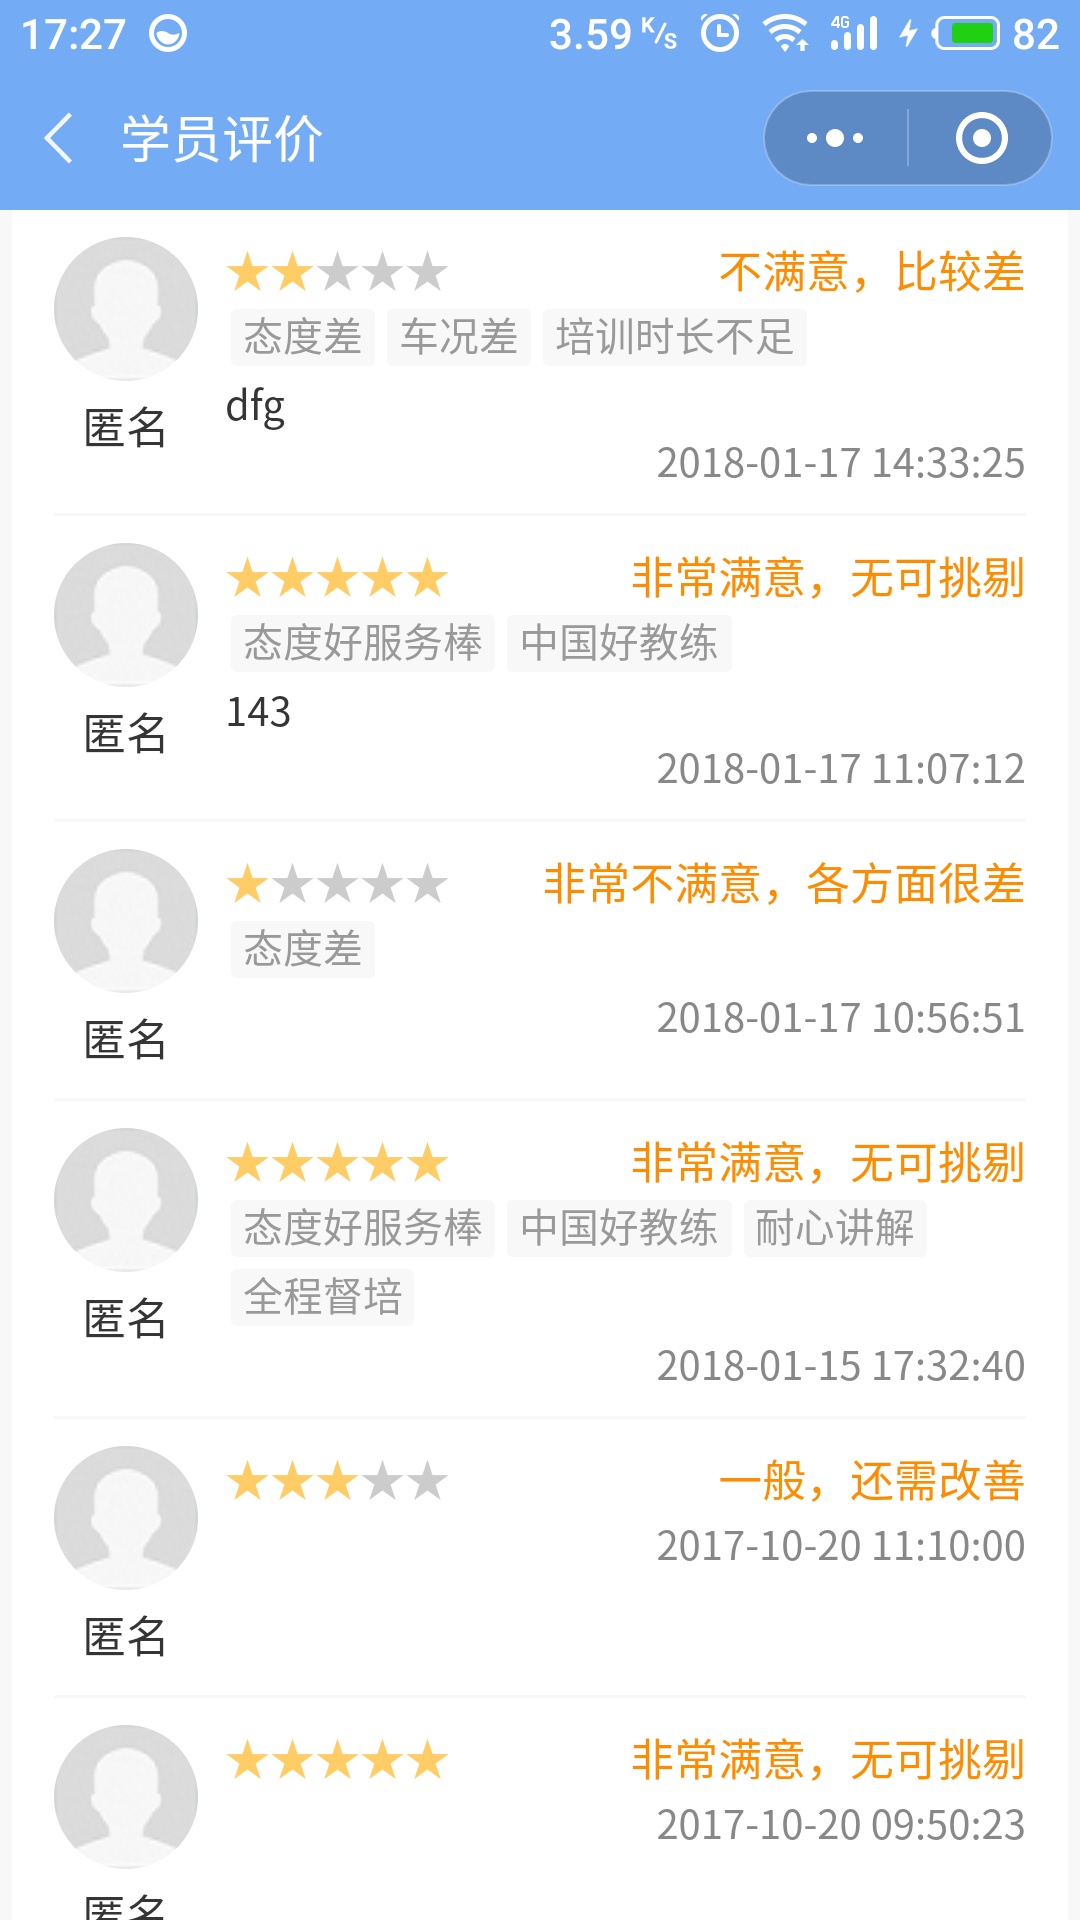 17:27 3.59 K/s 4G 82
学员评价
不满意，比较差
态度差 车况差 培训时长不足
匿名
dfg
2018-01-17 14:33:25
非常满意，无可挑剔
态度好服务棒 中国好教练
匿名
143
2018-01-17 11:07:12
非常不满意，各方面很差
态度差
2018-01-17 10:56:51
匿名
非常满意，无可挑剔
态度好服务棒 中国好教练 耐心讲解
全程督培
匿名
2018-01-15 17:32:40
一般，还需改善
2017-10-20 11:10:00
匿名
非常满意，无可挑剔
2017-10-20 09:50:23
匿名